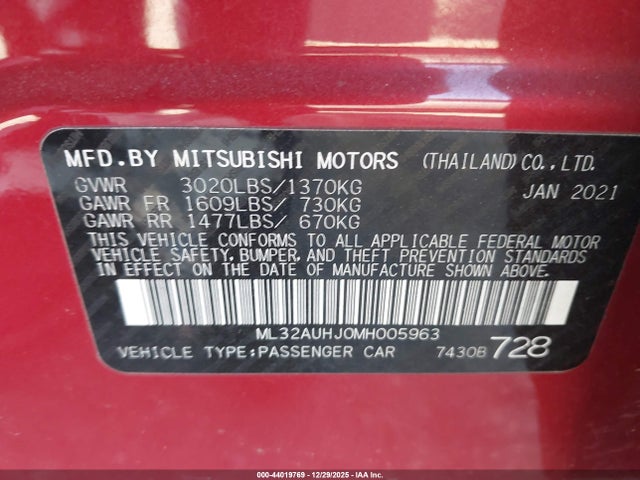 MFD.BY MITSUBISHI MOTORS (THAILAND)CO.,LTD.
GVWR 3020LBS/1370KG JAN 2021
GAWR FR 1609LBS/ 730KG
GAWR RR 1477LBS/ 670KG
THIS VEHICLE CONFORMS TO ALL APPLICABLE FEDERAL MOTOR
VEHICLE SAFETY, BUMPER, AND THEFT PREVENTION STANDARDS
IN EFFECT ON THE DATE OF MANUFACTURE SHOWN ABOVE.
ML32AUHJ0MH005963
VEHICLE TYPE:PASSENGER CAR 7430B 728
000-44019769 • 12/29/2025 • IAA Inc.